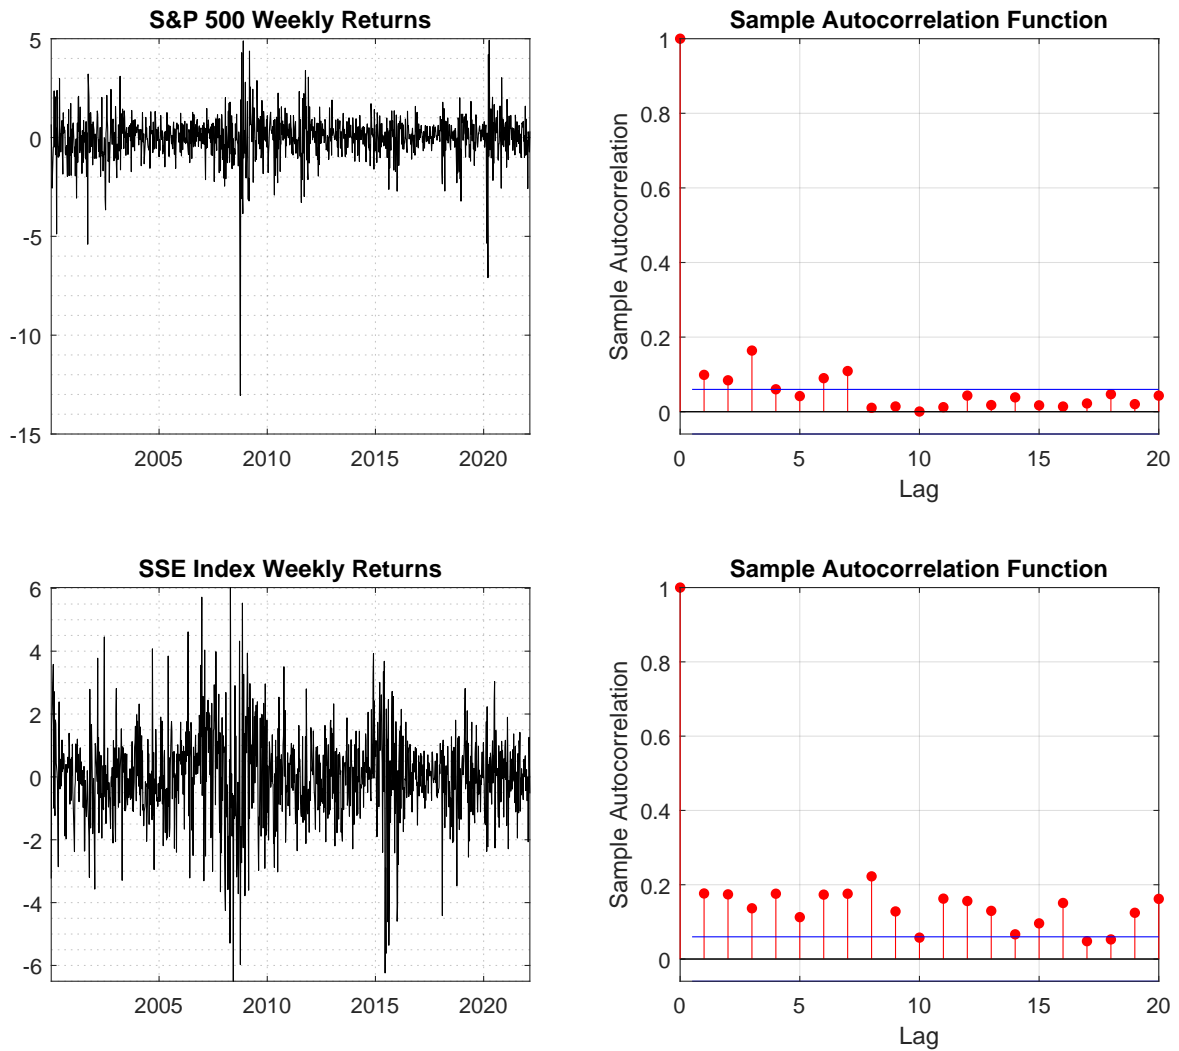 S&P 500 Weekly Returns
5
0
-5
-10
-15
2005 2010 2015 2020
Sample Autocorrelation Function
Sample Autocorrelation
1
0.8
0.6
0.4
0.2
0
0 5 10 15 20
Lag
SSE Index Weekly Returns
6
4
2
0
-2
-4
-6
2005 2010 2015 2020
Sample Autocorrelation Function
Sample Autocorrelation
1
0.8
0.6
0.4
0.2
0
0 5 10 15 20
Lag